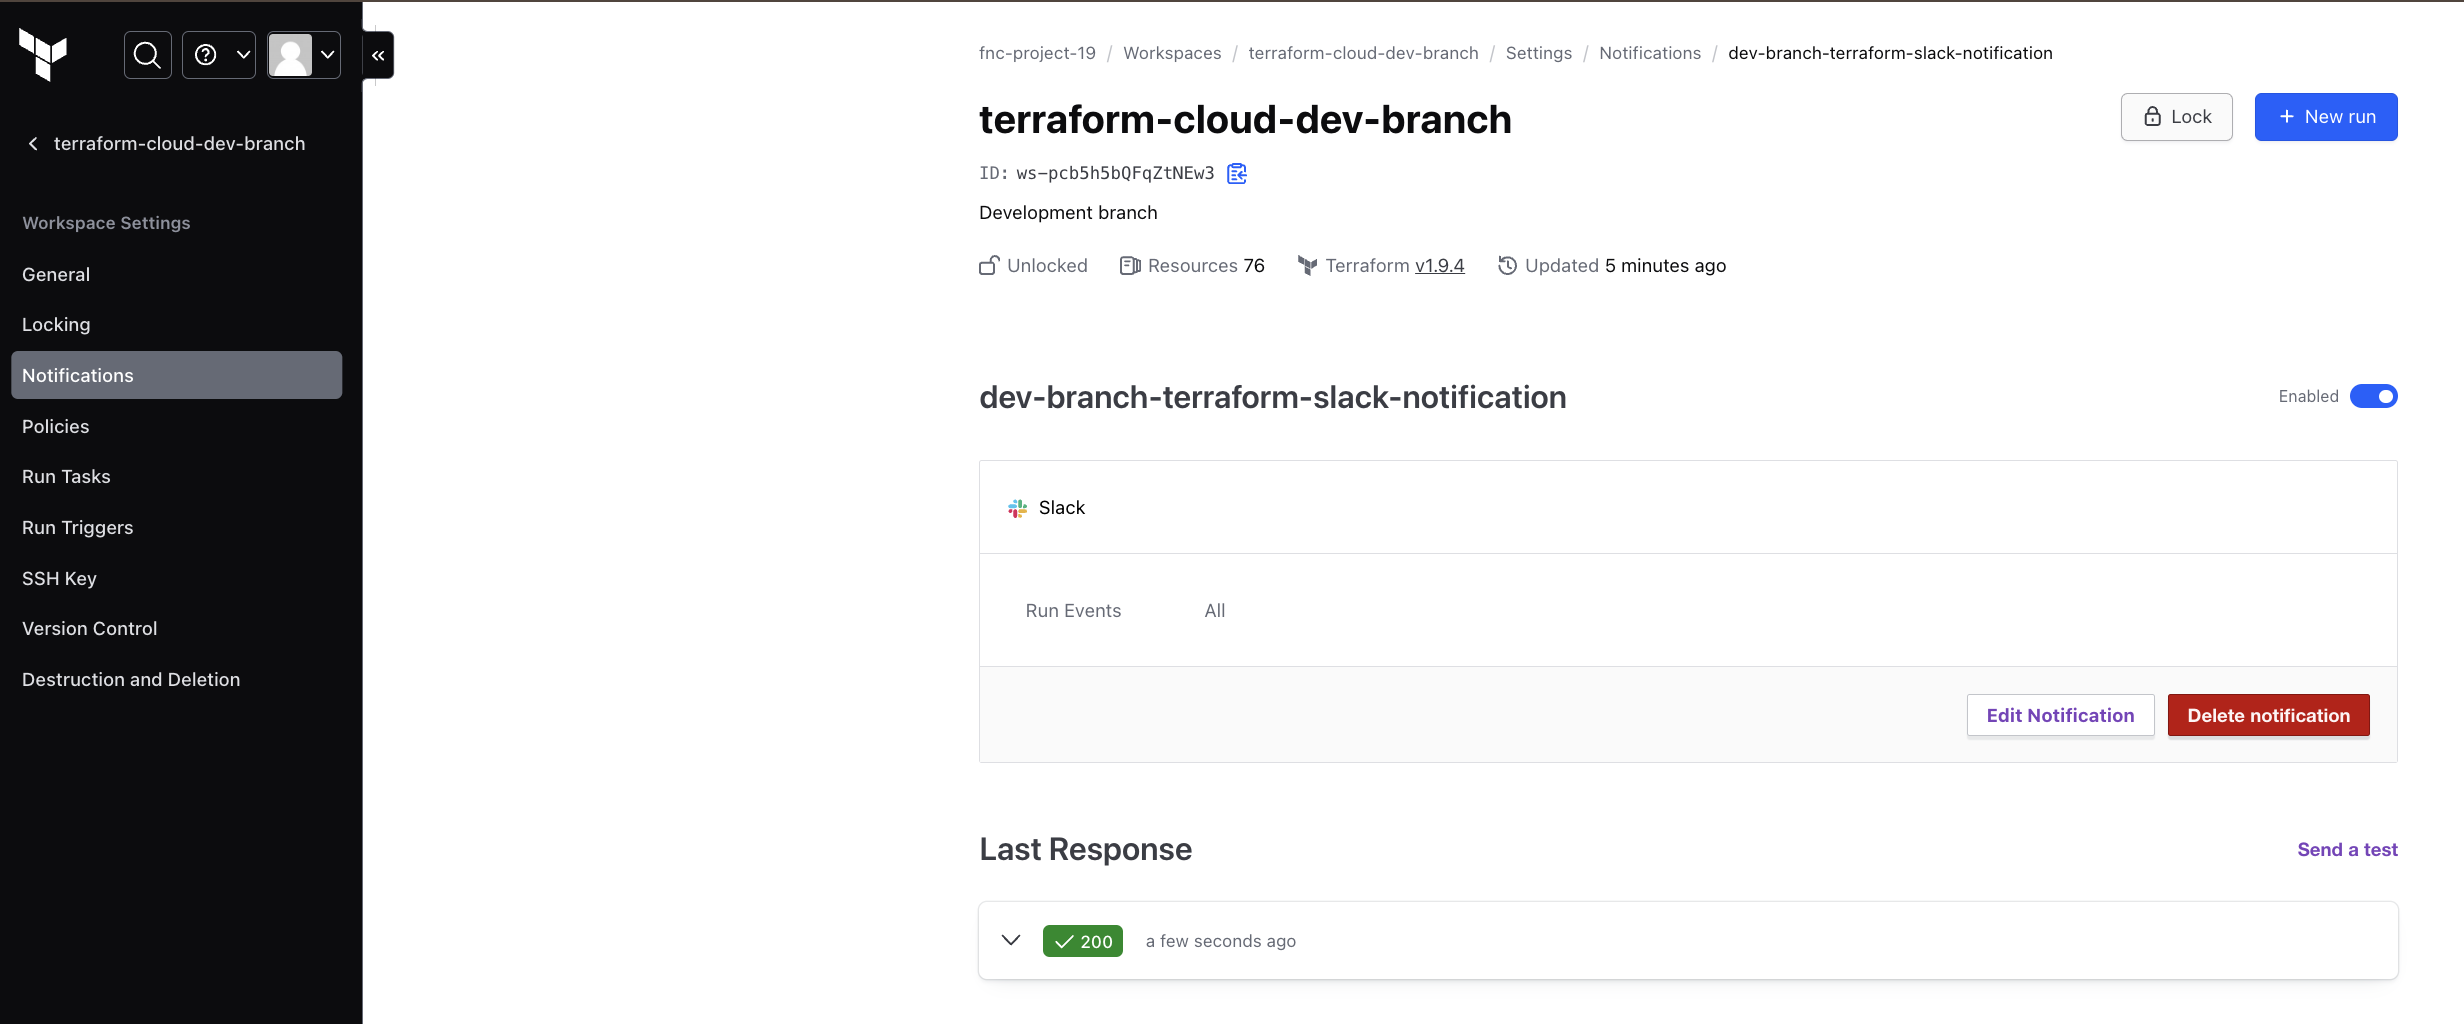 terraform-cloud-dev-branch
Workspace Settings
General
Locking
Notifications
Policies
Run Tasks
Run Triggers
SSH Key
Version Control
Destruction and Deletion
fnc-project-19 / Workspaces / terraform-cloud-dev-branch / Settings / Notifications / dev-branch-terraform-slack-notification
terraform-cloud-dev-branch
Lock
+ New run
ID: ws-pcb5h5bQFqZtNEw3
Development branch
Unlocked Resources 76 Terraform v1.9.4 Updated 5 minutes ago
dev-branch-terraform-slack-notification
Enabled
Slack
Run Events All
Edit Notification Delete notification
Last Response
Send a test
200 a few seconds ago